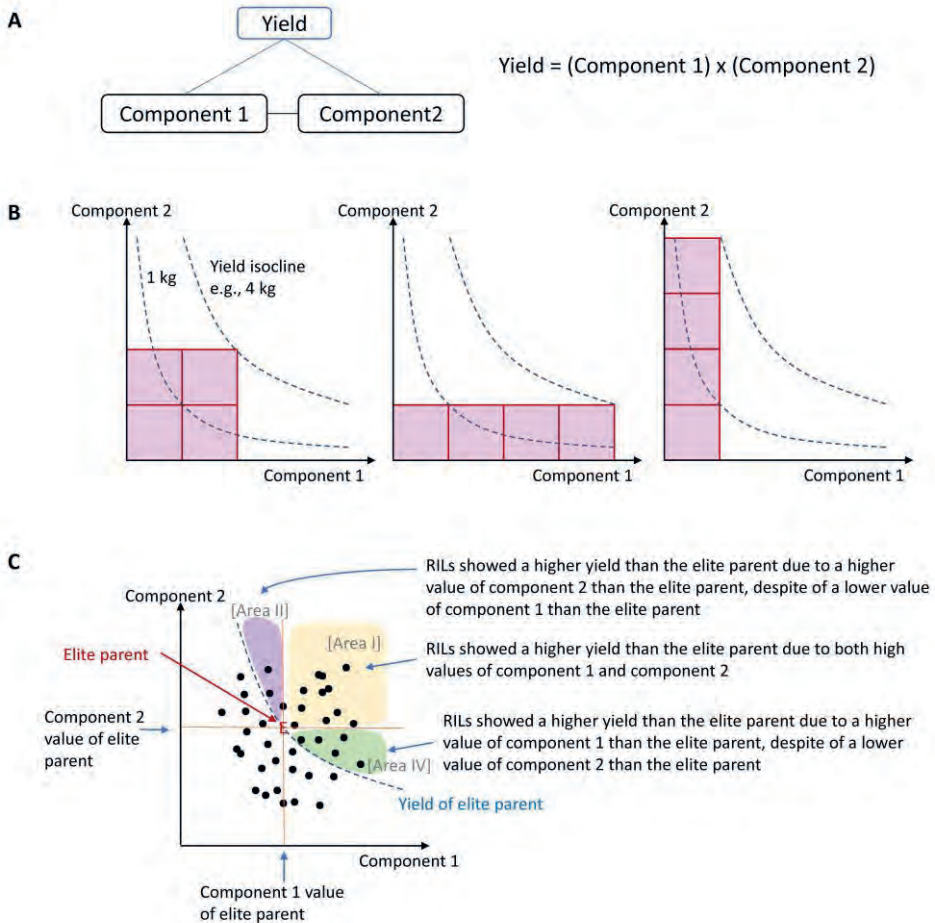 A
Yield
Component 1
Component2
Yield = (Component 1) x (Component 2)
B
Component 2
1 kg
Yield isocline
e.g., 4 kg
Component 1
Component 2
Component 1
Component 2
Component 1
C
Component 2
[Area II]
[Area I]
[Area IV]
E
Elite parent
Component 2
value of elite
parent
Yield of elite parent
Component 1
Component 1 value
of elite parent
RILs showed a higher yield than the elite parent due to a higher
value of component 2 than the elite parent, despite of a lower value
of component 1 than the elite parent
RILs showed a higher yield than the elite parent due to both high
values of component 1 and component 2
RILs showed a higher yield than the elite parent due to a higher
value of component 1 than the elite parent, despite of a lower
value of component 2 than the elite parent